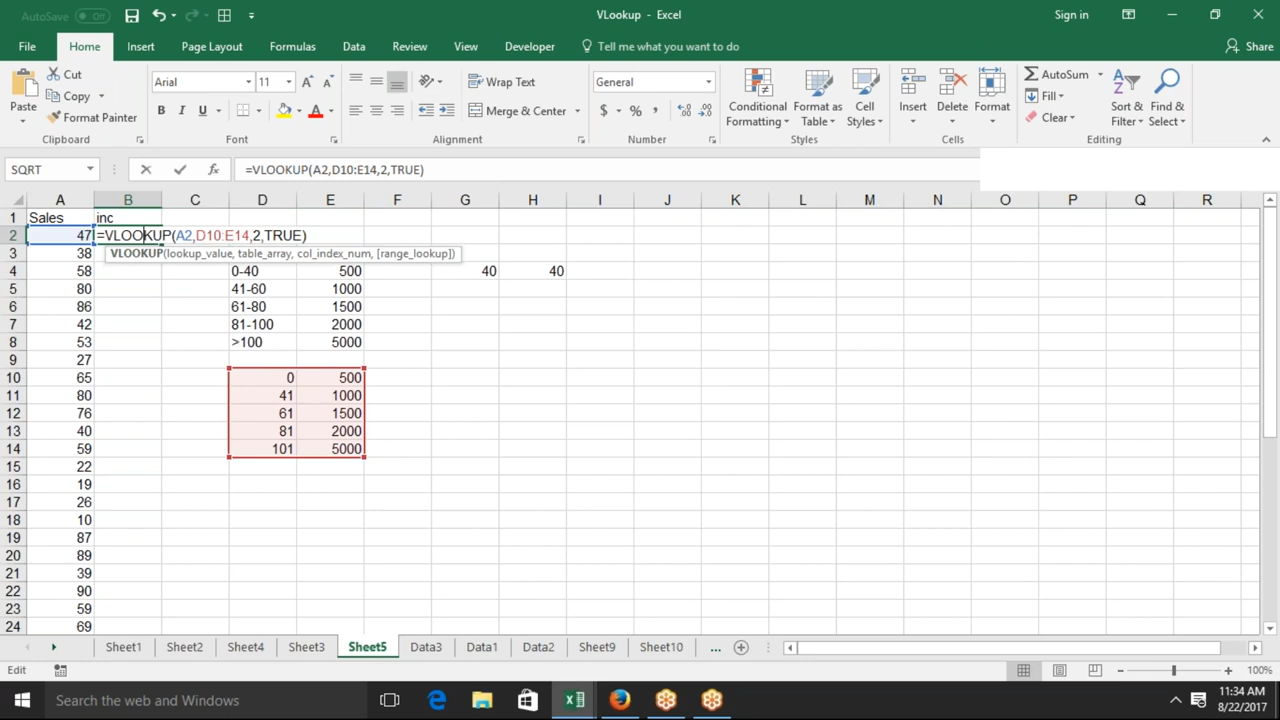 AutoSave Off
VLookup - Excel
Sign in
File Home Insert Page Layout Formulas Data Review View Developer Tell me what you want to do Share
Paste
Cut
Copy
Format Painter
Clipboard
Arial 11
B I U A
Font
Wrap Text
Merge & Center
Alignment
General
$ % ,
Number
Conditional Formatting
Format as Table
Cell Styles
Styles
Insert
Delete
Format
Cells
AutoSum
Fill
Clear
Sort & Filter
Find & Select
Editing
SQRT fx =VLOOKUP(A2,D10:E14,2,TRUE)
A B C D E F G H I J K L M N O P Q R
1 Sales inc
2 47 =VLOOKUP(A2,D10:E14,2,TRUE)
VLOOKUP(lookup_value, table_array, col_index_num, [range_lookup])
3 38
4 58 0-40 500 40 40
5 80 41-60 1000
6 86 61-80 1500
7 42 81-100 2000
8 53 >100 5000
9 27
10 65 0 500
11 80 41 1000
12 76 61 1500
13 40 81 2000
14 59 101 5000
15 22
16 19
17 26
18 10
19 87
20 89
21 39
22 90
23 59
24 69
Sheet1 Sheet2 Sheet4 Sheet3 Sheet5 Data3 Data1 Data2 Sheet9 Sheet10 ...
Edit 100%
Search the web and Windows
11:34 AM
8/22/2017